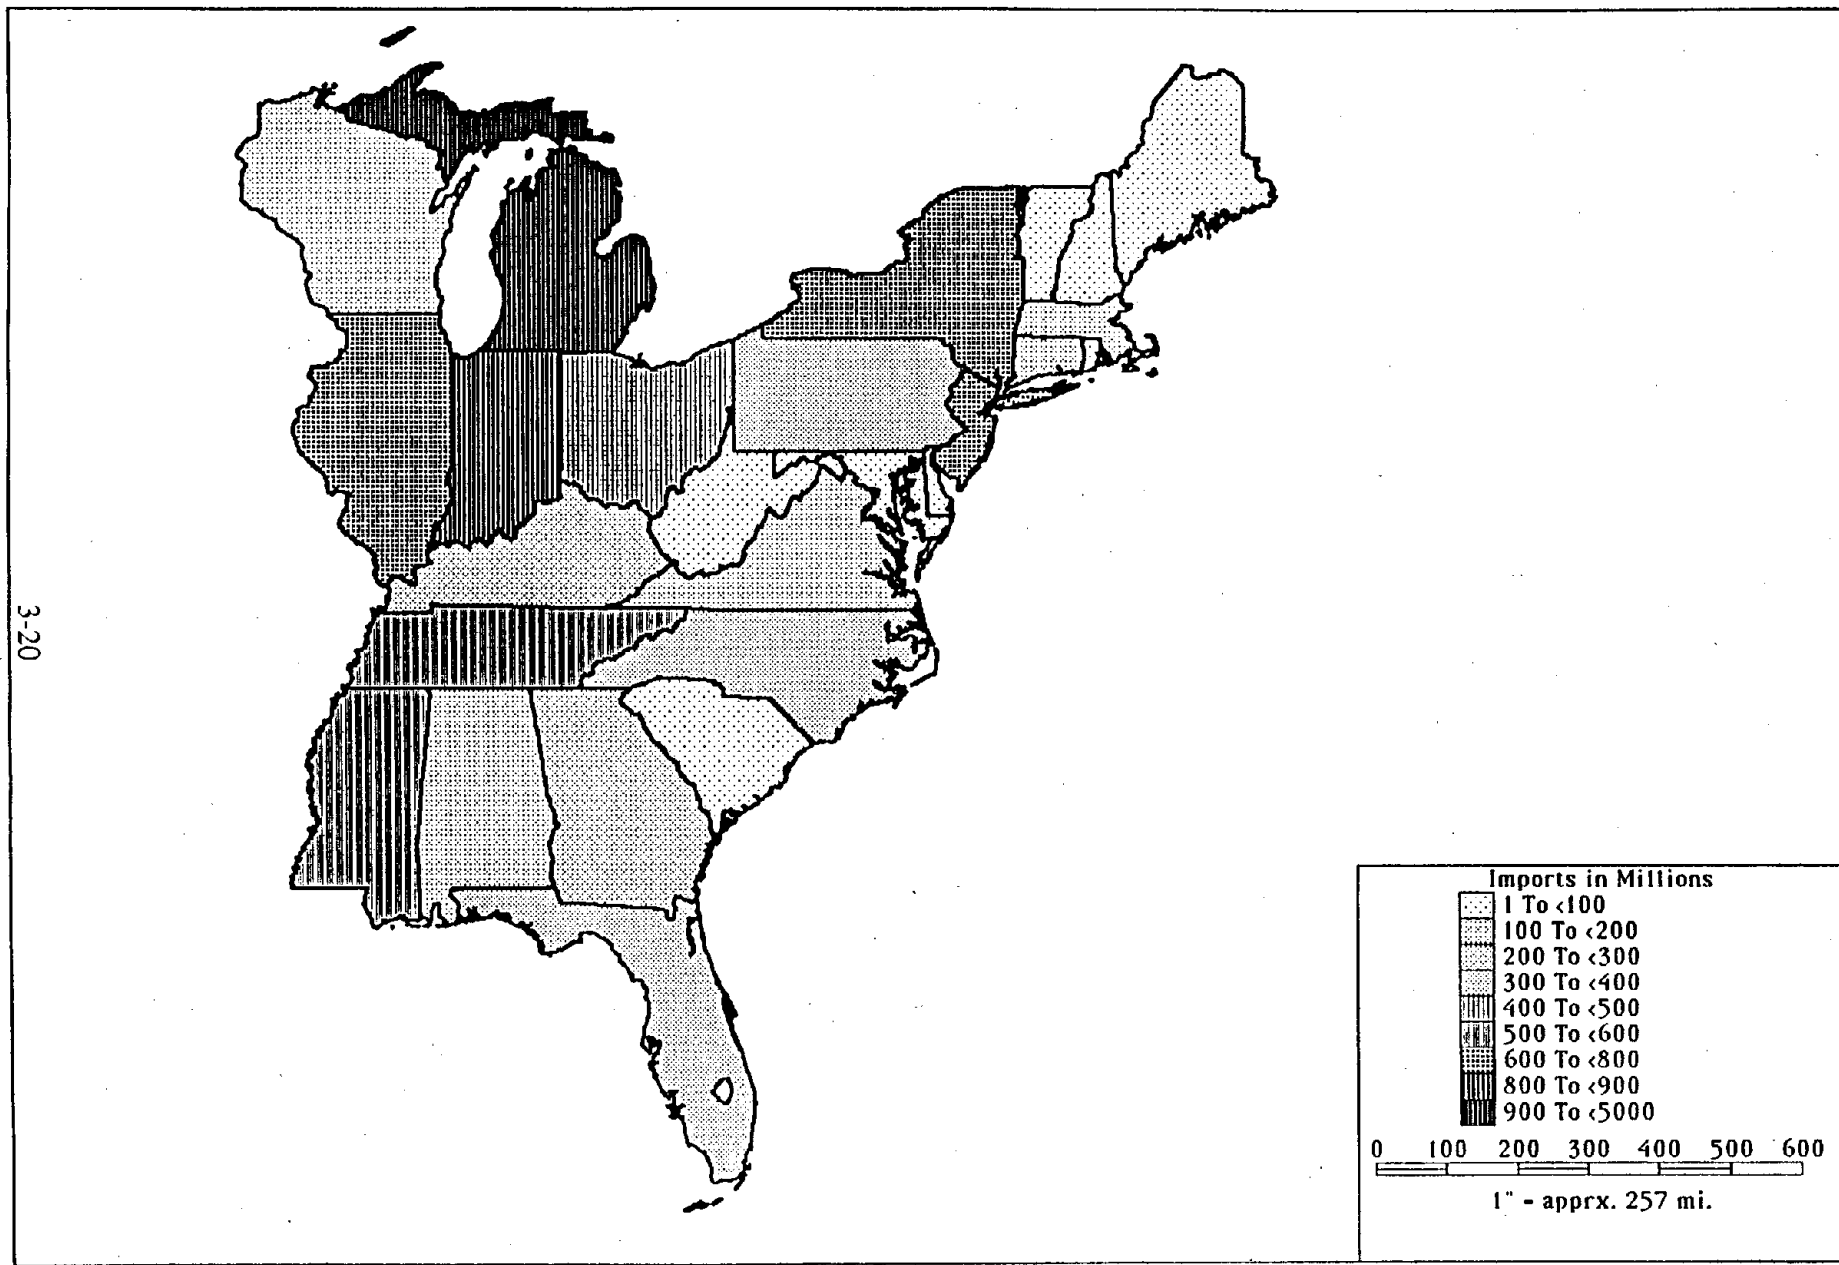 3-20
Imports in Millions
1 To <100
100 To <200
200 To <300
300 To <400
400 To <500
500 To <600
600 To <800
800 To <900
900 To <5000
0 100 200 300 400 500 600
1" - apprx. 257 mi.